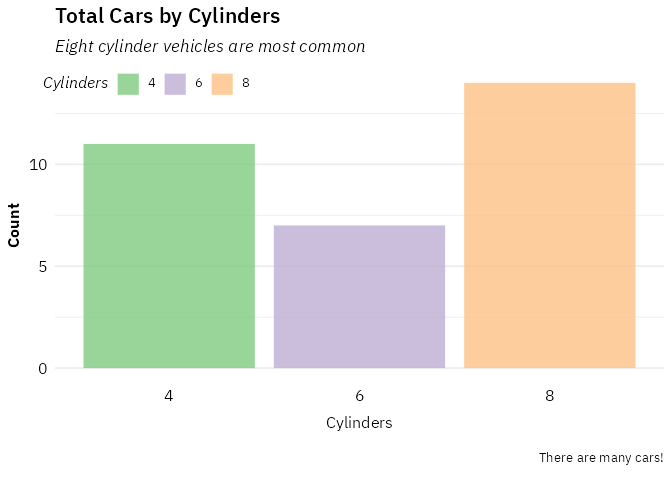 Total Cars by Cylinders
Eight cylinder vehicles are most common
Cylinders 4 6 8
10
5
0
Count
4 6 8
Cylinders
There are many cars!